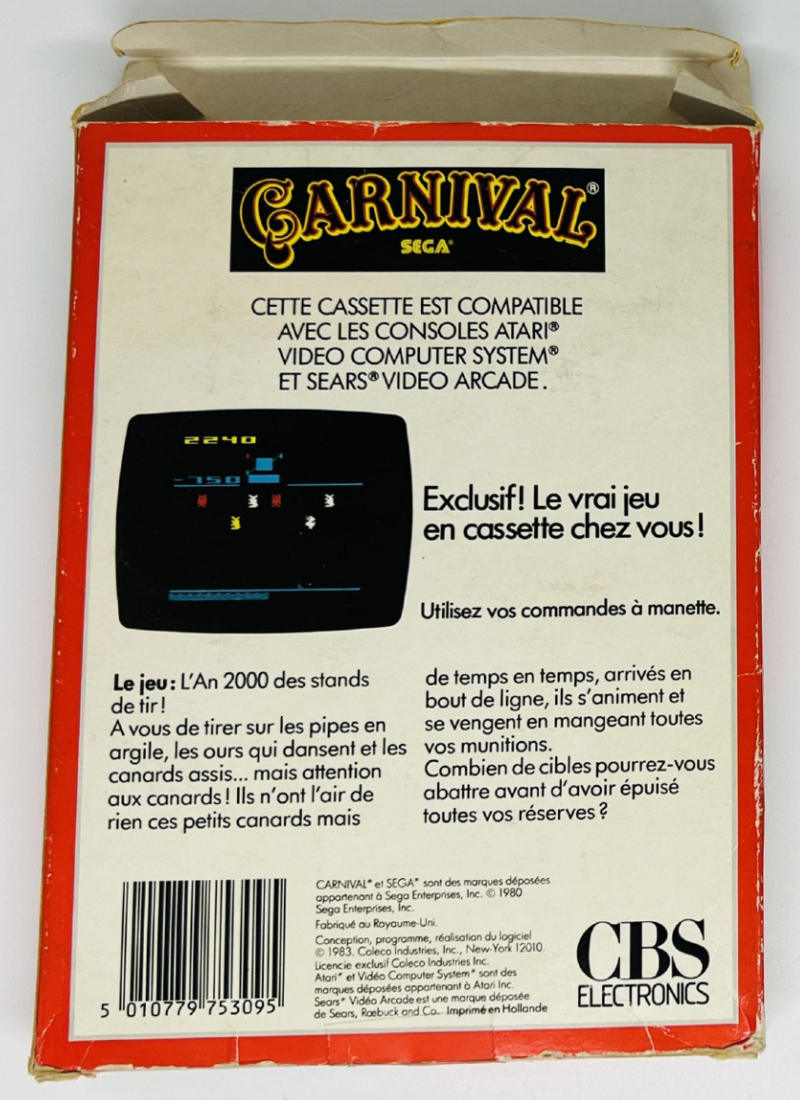 CARNIVAL®
SEGA®
CETTE CASSETTE EST COMPATIBLE
AVEC LES CONSOLES ATARI®
VIDEO COMPUTER SYSTEM®
ET SEARS® VIDEO ARCADE.
2240
-750
Exclusif! Le vrai jeu
en cassette chez vous!
Utilisez vos commandes à manette.
Le jeu: L'An 2000 des stands
de tir!
A vous de tirer sur les pipes en
argile, les ours qui dansent et les
canards assis... mais attention
aux canards! Ils n'ont l'air de
rien ces petits canards mais
de temps en temps, arrivés en
bout de ligne, ils s'animent et
se vengent en mangeant toutes
vos munitions.
Combien de cibles pourrez-vous
abattre avant d'avoir épuisé
toutes vos réserves?
5 010779 753095
CARNIVAL® et SEGA® sont des marques déposées
appartenant à Sega Enterprises, Inc. © 1980
Sega Enterprises, Inc.
Fabriqué au Royaume-Uni.
Conception, programme, réalisation du logiciel
© 1983. Coleco Industries, Inc., New-York 12010.
Licencie exclusif Coleco Industries Inc.
Atari® et Vidéo Computer System® sont des
marques déposées appartenant à Atari Inc.
Sears® Vidéo Arcade est une marque déposée
de Sears, Rœbuck and Co. Imprimé en Hollande
CBS
ELECTRONICS